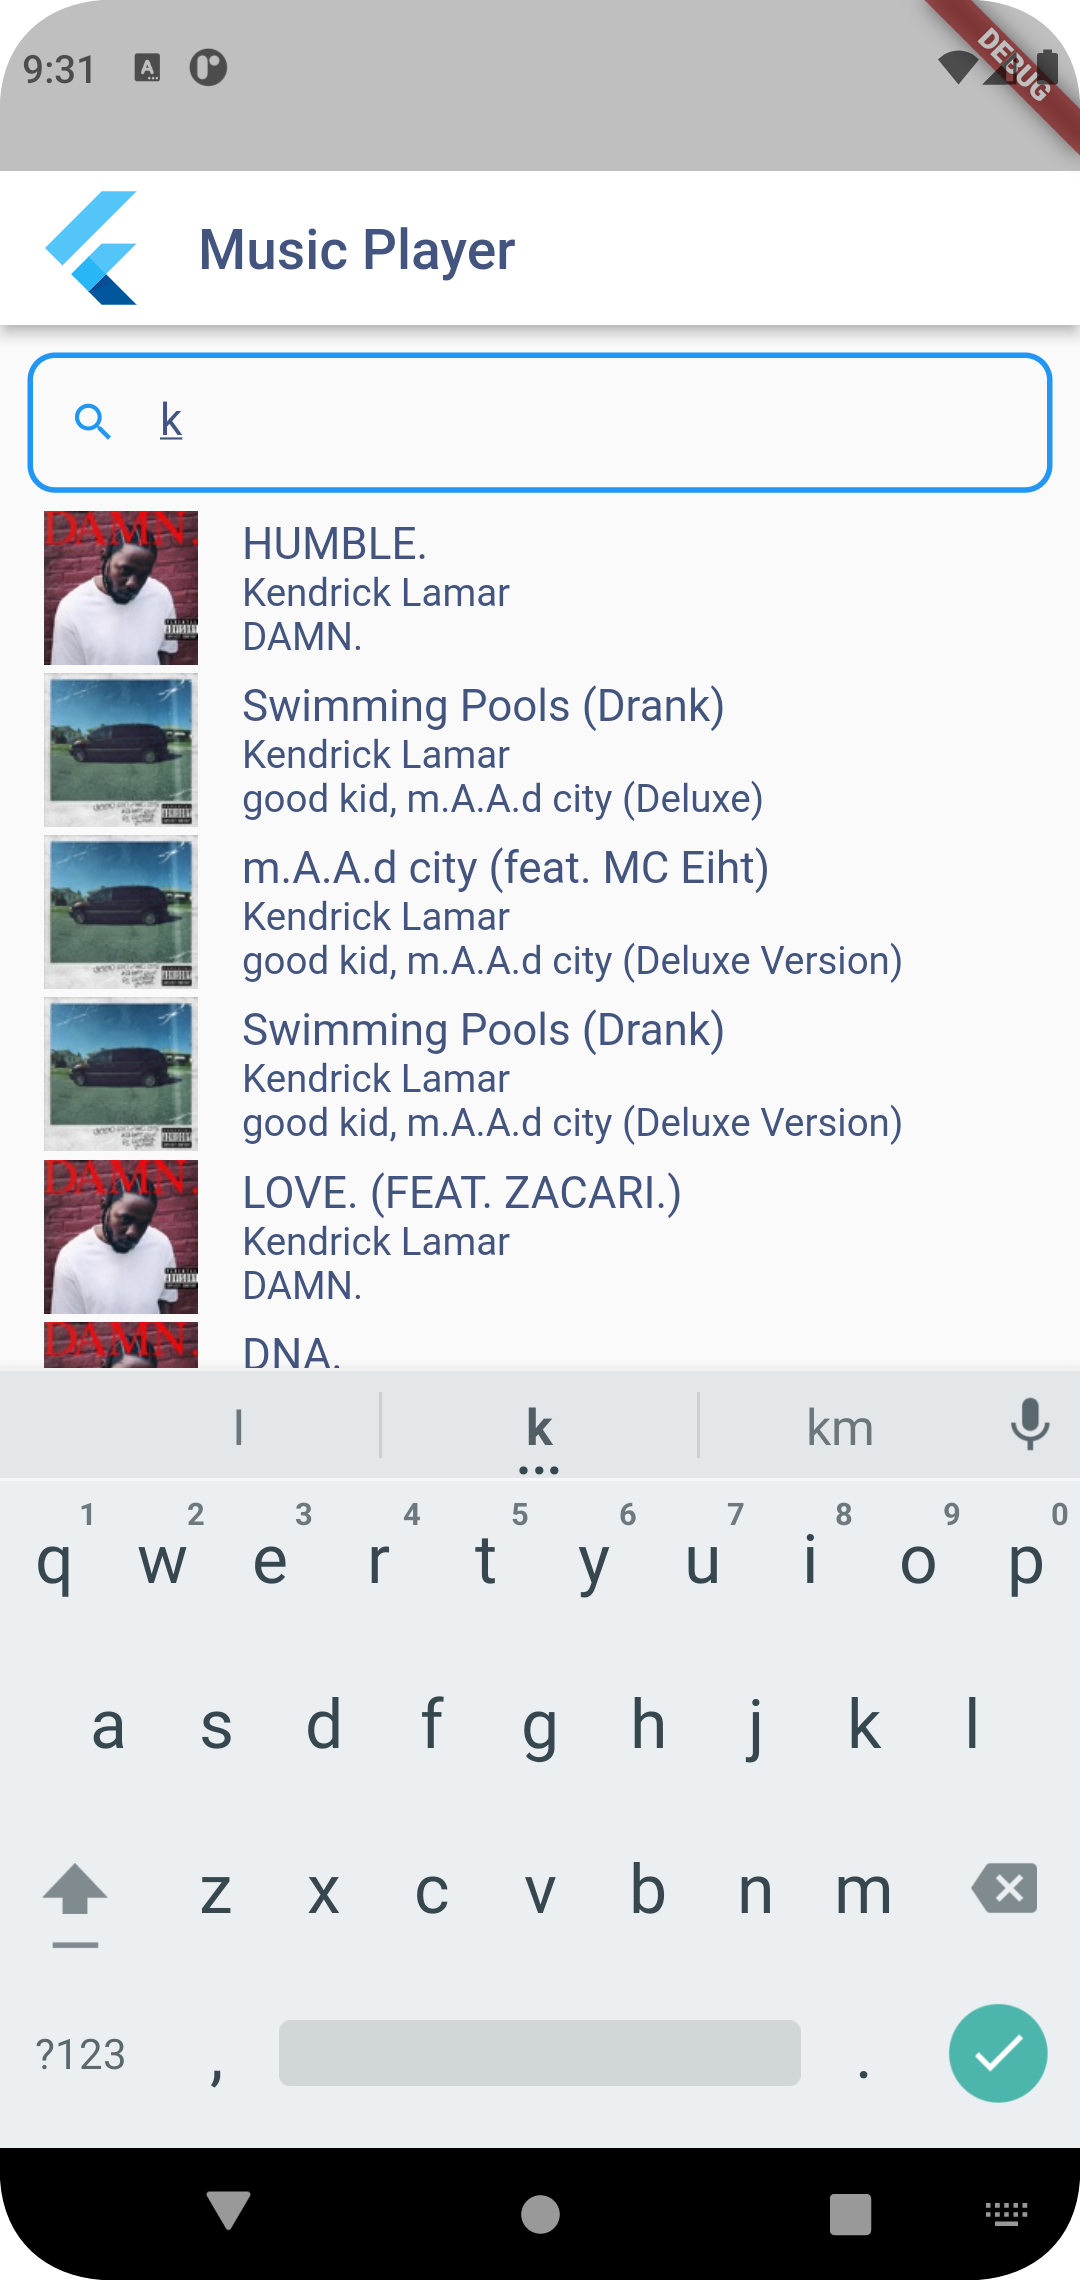 9:31
DEBUG
Music Player
k
DAMN.
HUMBLE.
Kendrick Lamar
DAMN.
Swimming Pools (Drank)
Kendrick Lamar
good kid, m.A.A.d city (Deluxe)
m.A.A.d city (feat. MC Eiht)
Kendrick Lamar
good kid, m.A.A.d city (Deluxe Version)
Swimming Pools (Drank)
Kendrick Lamar
good kid, m.A.A.d city (Deluxe Version)
DAMN.
LOVE. (FEAT. ZACARI.)
Kendrick Lamar
DAMN.
DAMN.
DNA.
l k km
1 2 3 4 5 6 7 8 9 0
q w e r t y u i o p
a s d f g h j k l
z x c v b n m
?123 , .